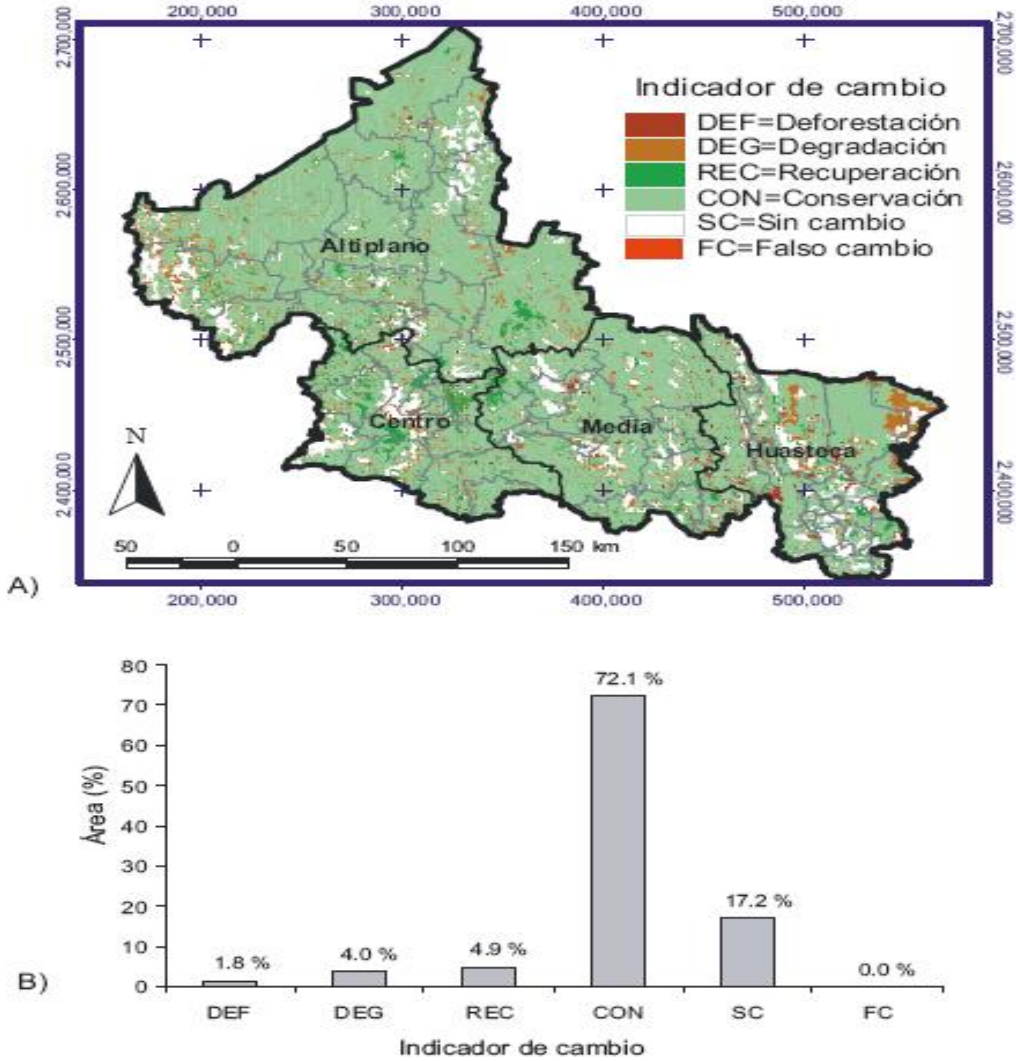 200,000 300,000 400,000 500,000
2,700,000
2,700,000
Indicador de cambio
DEF=Deforestación
DEG=Degradación
REC=Recuperación
CON=Conservación
SC=Sin cambio
FC=Falso cambio
2,600,000
2,600,000
Altiplano
2,500,000
2,500,000
Centro
Media
Huasteca
N
2,400,000
2,400,000
50 0 50 100 150 km
A)
200,000 300,000 400,000 500,000
80
72.1 %
70
60
50
Área (%)
40
30
20
17.2 %
10
1.8 %
4.0 %
4.9 %
0.0 %
B)
0
DEF DEG REC CON SC FC
Indicador de cambio